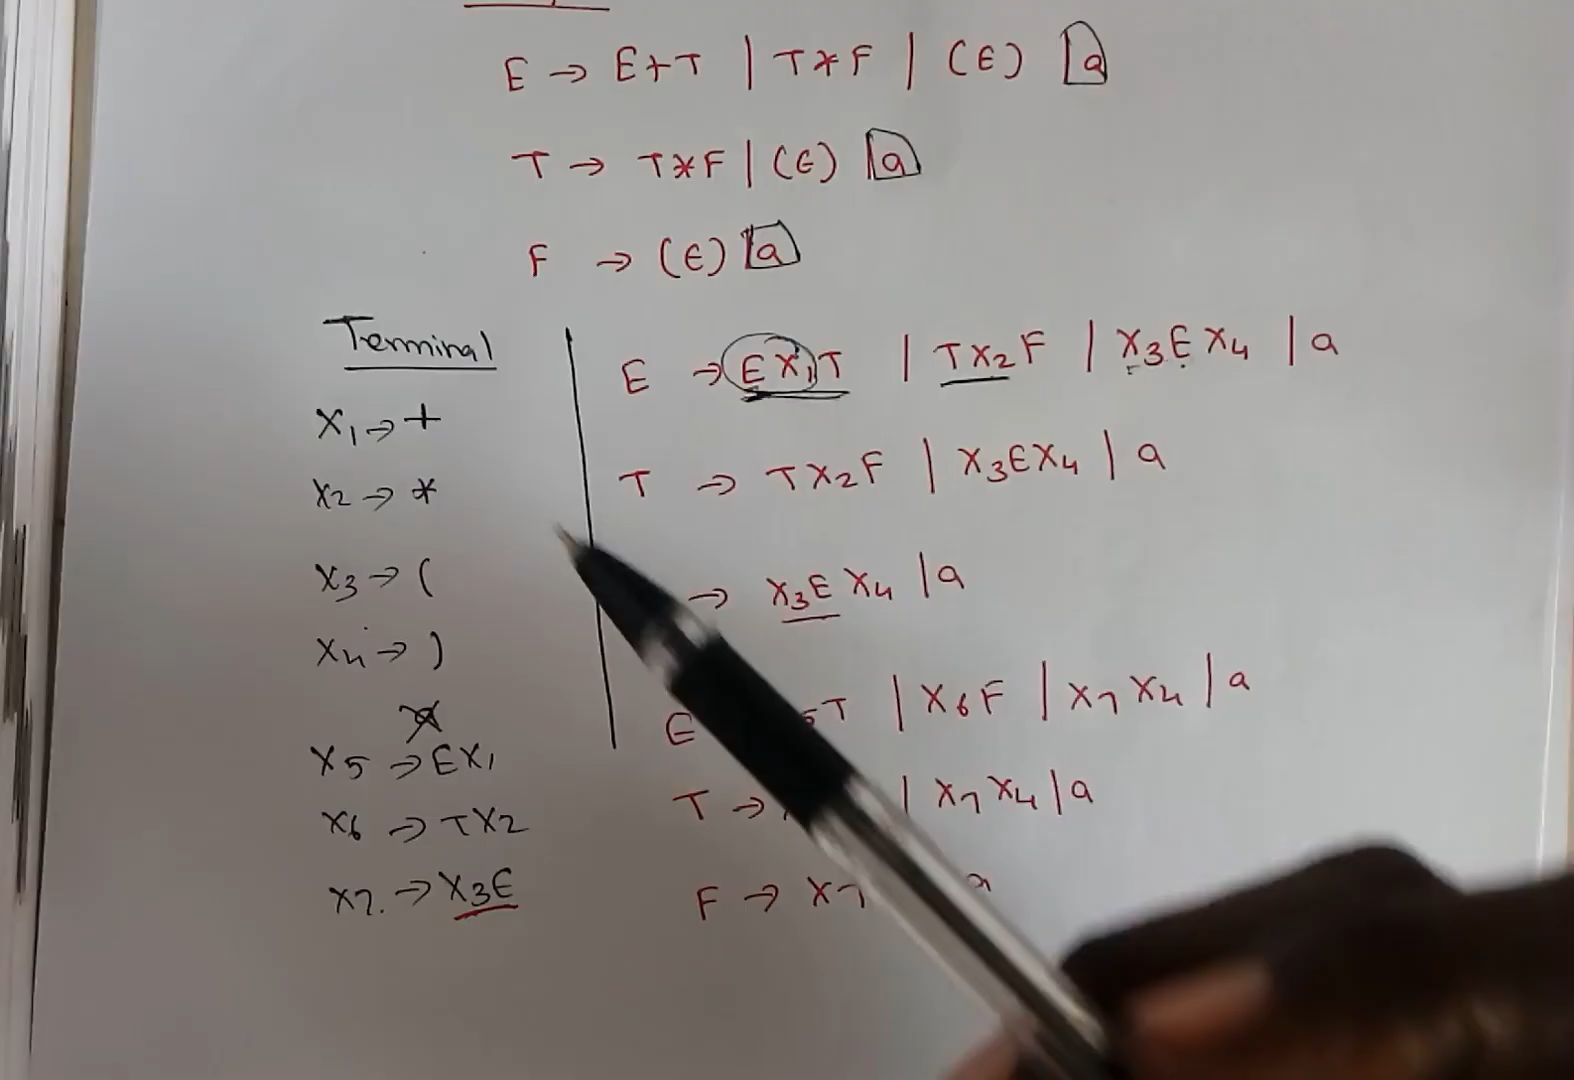 E → E+T | T*F | (E) |a
T → T*F | (E) |a
F → (E) |a
Terminal
X1 → +
X2 → *
X3 → (
X4 → )
X5 → EX1
X6 → TX2
X7. → X3E
E → EX1T | TX2F | X3EX4 | a
T → TX2F | X3EX4 | a
→ X3EX4 | a
E 5T | X6F | X7X4 | a
T → | X7X4 | a
F → X7 a